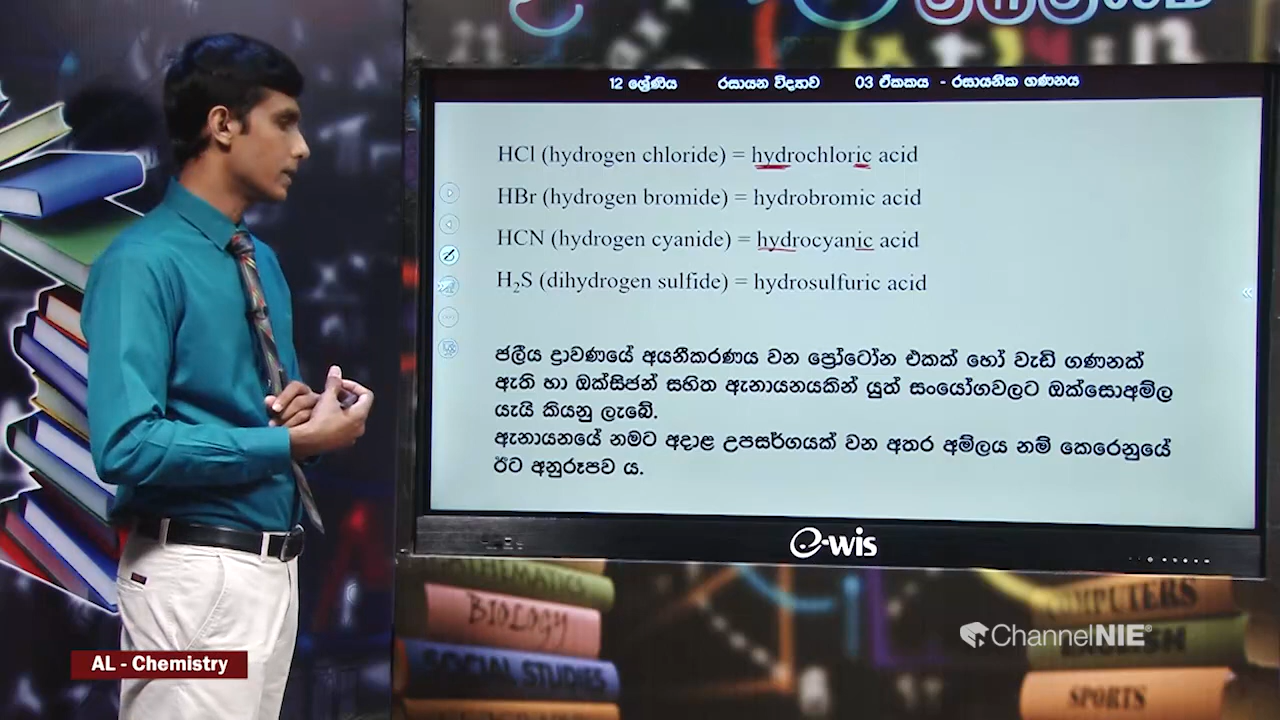 12 ශ්‍රේණිය රසායන විද්‍යාව 03 ඒකකය - රසායනික ගණනය
HCl (hydrogen chloride) = hydrochloric acid
HBr (hydrogen bromide) = hydrobromic acid
HCN (hydrogen cyanide) = hydrocyanic acid
H₂S (dihydrogen sulfide) = hydrosulfuric acid
ජලීය ද්‍රාවණයේ අයනීකරණය වන ප්‍රෝටෝන එකක් හෝ වැඩි ගණනක්
ඇති හා ඔක්සිජන් සහිත ඇනායනයකින් යුත් සංයෝගවලට ඔක්සොඅම්ල
යැයි කියනු ලැබේ.
ඇනායනයේ නමට අදාළ උපසර්ගයක් වන අතර අම්ලය නම් කෙරෙනුයේ
ඊට අනුරූපව ය.
e-wis
MATHEMATICS
BIOLOGY
SOCIAL STUDIES
COMPUTERS
ENGLISH
SPORTS
ChannelNIE
AL - Chemistry